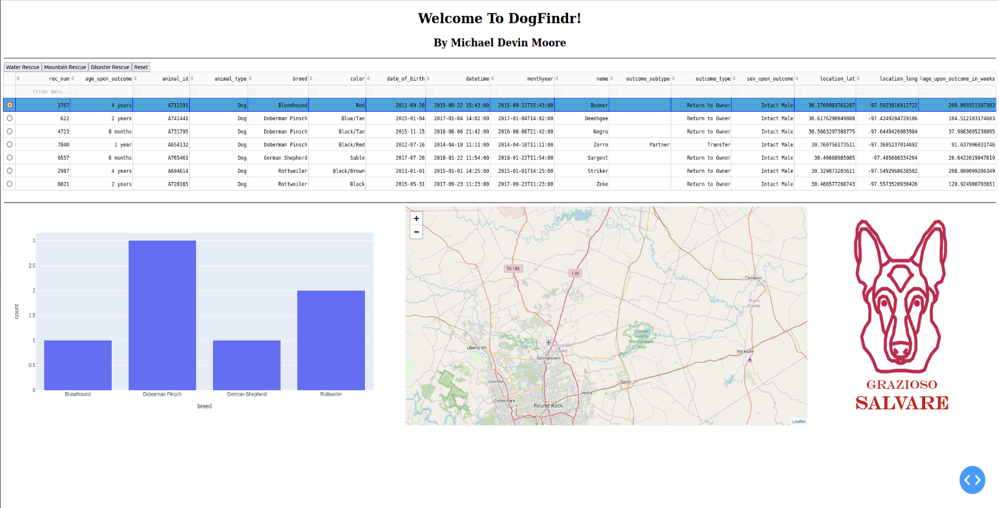 Welcome To DogFindr!
By Michael Devin Moore
Water Rescue Mountain Rescue Disaster Rescue Reset
rec_num age_upon_outcome animal_id animal_type breed color date_of_birth datetime monthyear name outcome_subtype outcome_type sex_upon_outcome location_lat location_long age_upon_outcome_in_weeks
filter data...
3767 4 years A712291 Dog Bloodhound Red 2011-09-20 2015-09-22 15:43:00 2015-09-22T15:43:00 Boomer Return to Owner Intact Male 30.2709983761287 -97.5923916912722 209.093551587302
622 2 years A741441 Dog Doberman Pinsch Blue/Tan 2015-01-04 2017-01-04 14:02:00 2017-01-04T14:02:00 Deeohgee Return to Owner Intact Male 30.6176290949888 -97.4249284729106 104.512103174603
4723 8 months A731795 Dog Doberman Pinsch Black/Tan 2015-11-15 2016-08-06 21:42:00 2016-08-06T21:42:00 Negro Return to Owner Intact Male 30.5663297388775 -97.6449426083984 37.9863095238095
7840 1 year A654132 Dog Doberman Pinsch Black/Red 2012-07-16 2014-04-18 11:11:00 2014-04-18T11:11:00 Zorro Partner Transfer Intact Male 30.760756173511 -97.3695237014692 91.637996031746
6557 6 months A765461 Dog German Shepherd Sable 2017-07-20 2018-01-22 11:54:00 2018-01-22T11:54:00 Sargent Return to Owner Intact Male 30.40668985085 -97.485680334264 26.6422619047619
2987 4 years A694614 Dog Rottweiler Black/Brown 2011-01-01 2015-01-01 14:25:00 2015-01-01T14:25:00 Striker Return to Owner Intact Male 30.329873203611 -97.5492968638502 208.800099206349
6021 2 years A728165 Dog Rottweiler Black 2015-05-31 2017-09-23 11:23:00 2017-09-23T11:23:00 Zeke Return to Owner Intact Male 30.466577208743 -97.5573520930426 120.924900793651
3
2.5
2
1.5
1
0.5
0
count
Bloodhound Doberman Pinsch German Shepherd Rottweiler
breed
+
−
TX 195
I 35
Cameron
Milam
County
Granger
Wildlife
Management
Area
Liberty Hill
Williamson
County
Georgetown
Rockdale
Leander
Taylor
Hutto
Cedar Park
Round Rock
Leaflet
GRAZIOSO
SALVARE